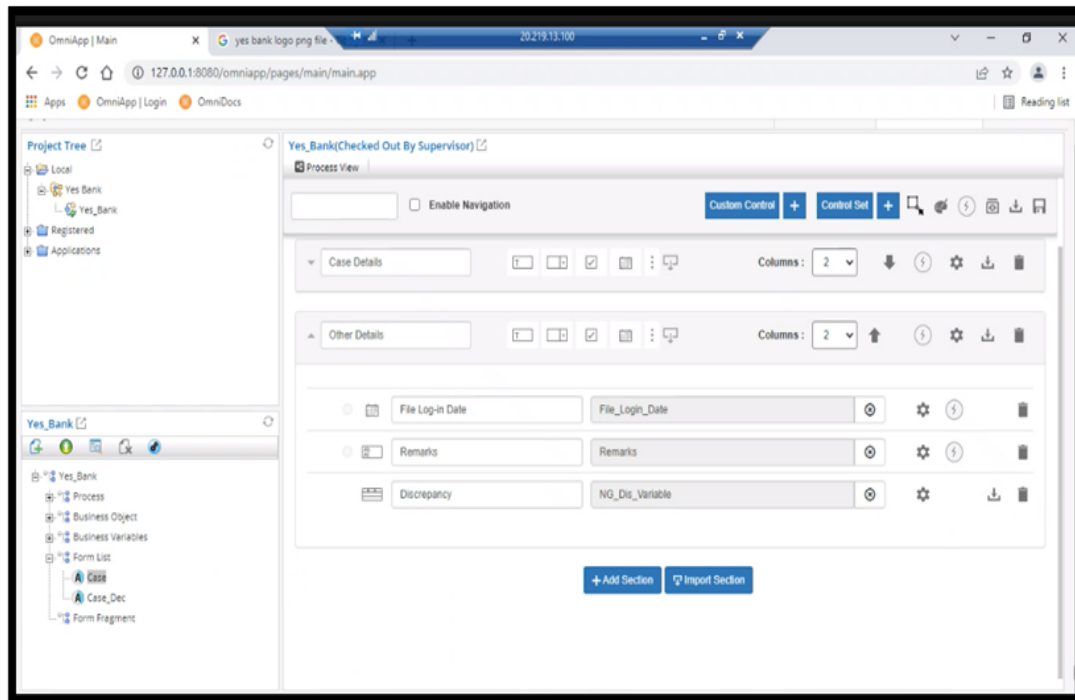 OmniApp | Main
yes bank logo png file -
20.219.13.100
127.0.0.1:8080/omniapp/pages/main/main.app
Apps
OmniApp | Login
OmniDocs
Reading list
Project Tree
Local
Yes Bank
Yes_Bank
Registered
Applications
Yes_Bank(Checked Out By Supervisor)
Process View
Enable Navigation
Custom Control +
Control Set +
Case Details
Columns : 2
Other Details
Columns : 2
File Log-in Date
File_Login_Date
Remarks
Remarks
Discrepancy
NG_Dis_Variable
+ Add Section
Import Section
Yes_Bank
Yes_Bank
Process
Business Object
Business Variables
Form List
Case
Case_Dec
Form Fragment